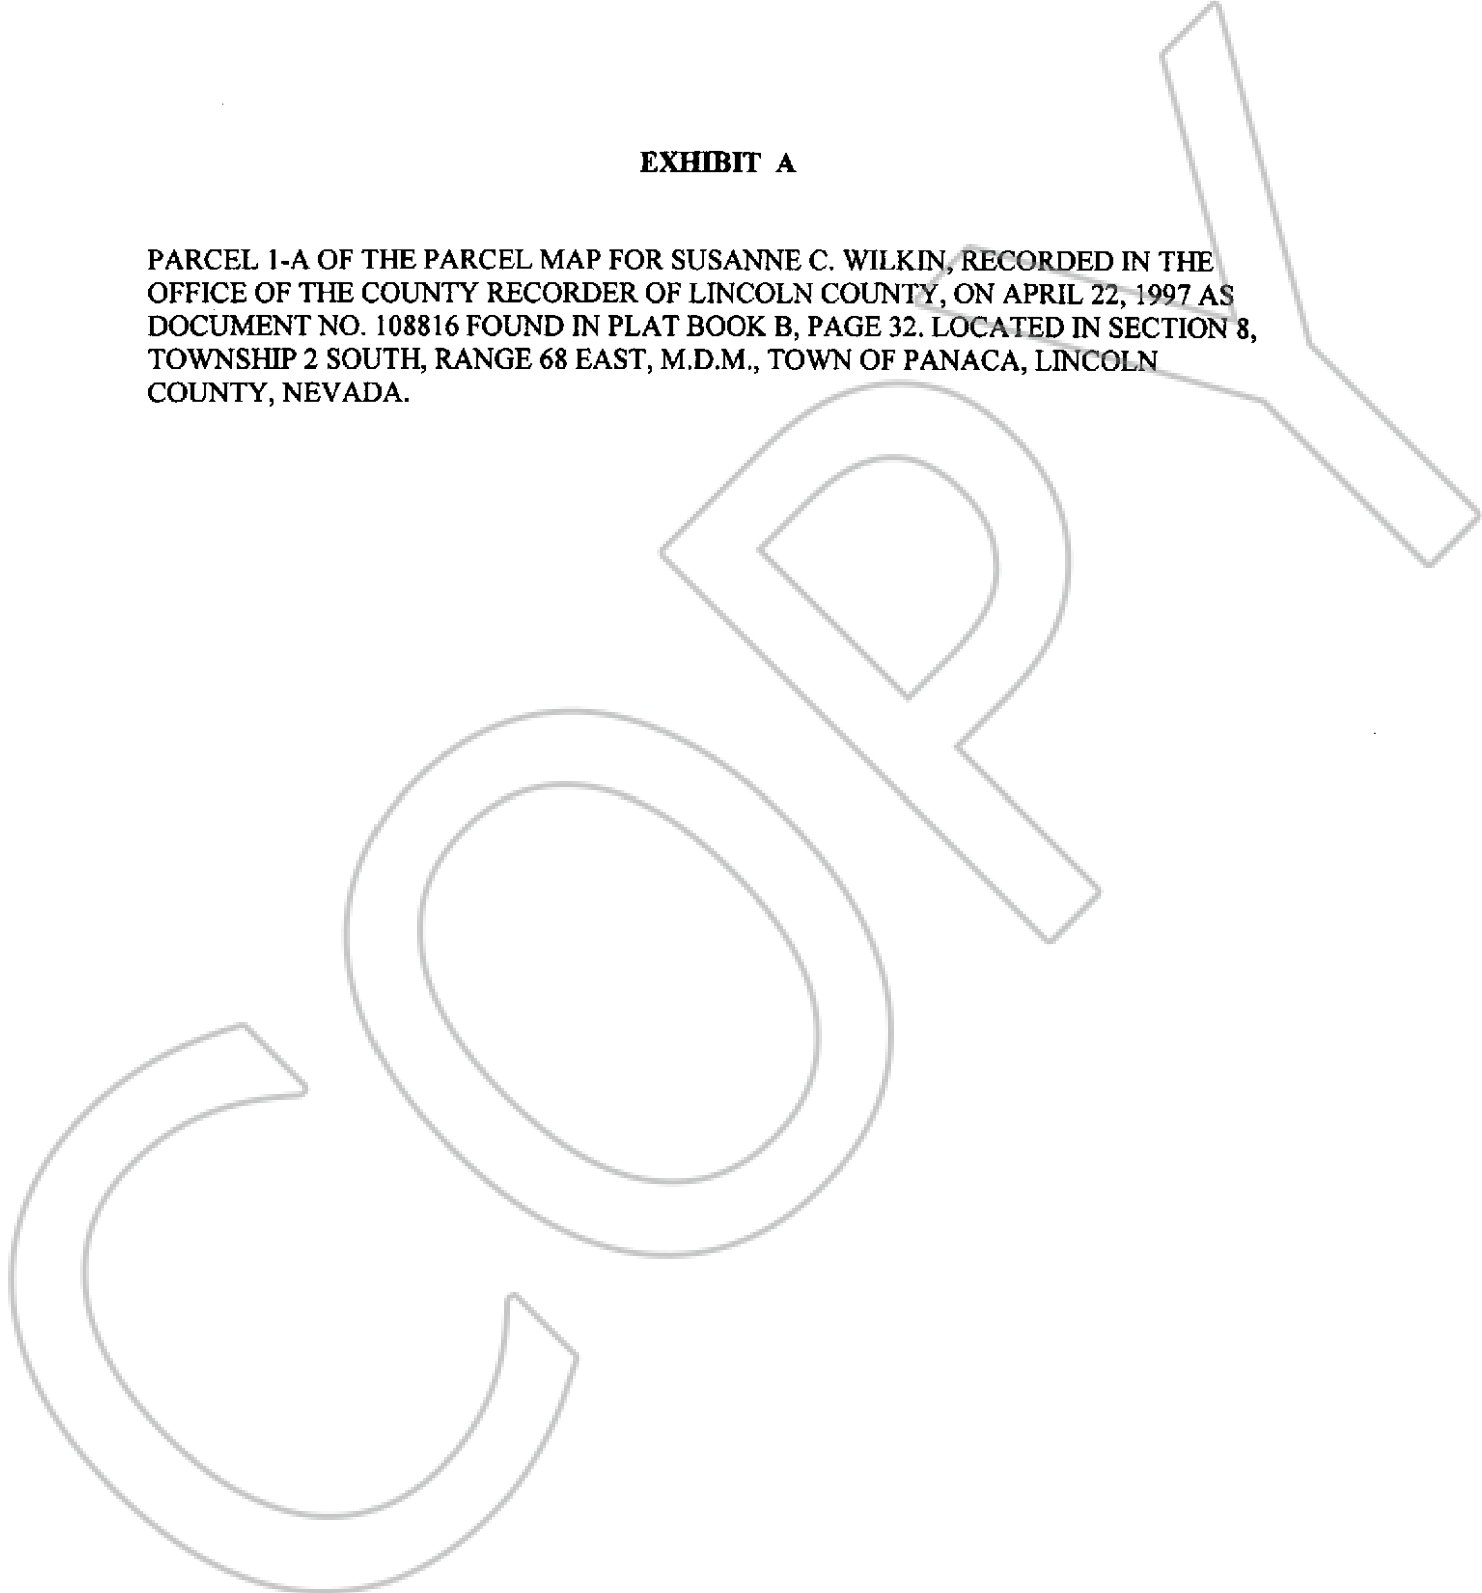 EXHIBIT A
PARCEL 1-A OF THE PARCEL MAP FOR SUSANNE C. WILKIN, RECORDED IN THE
OFFICE OF THE COUNTY RECORDER OF LINCOLN COUNTY, ON APRIL 22, 1997 AS
DOCUMENT NO. 108816 FOUND IN PLAT BOOK B, PAGE 32. LOCATED IN SECTION 8,
TOWNSHIP 2 SOUTH, RANGE 68 EAST, M.D.M., TOWN OF PANACA, LINCOLN
COUNTY, NEVADA.
COPY